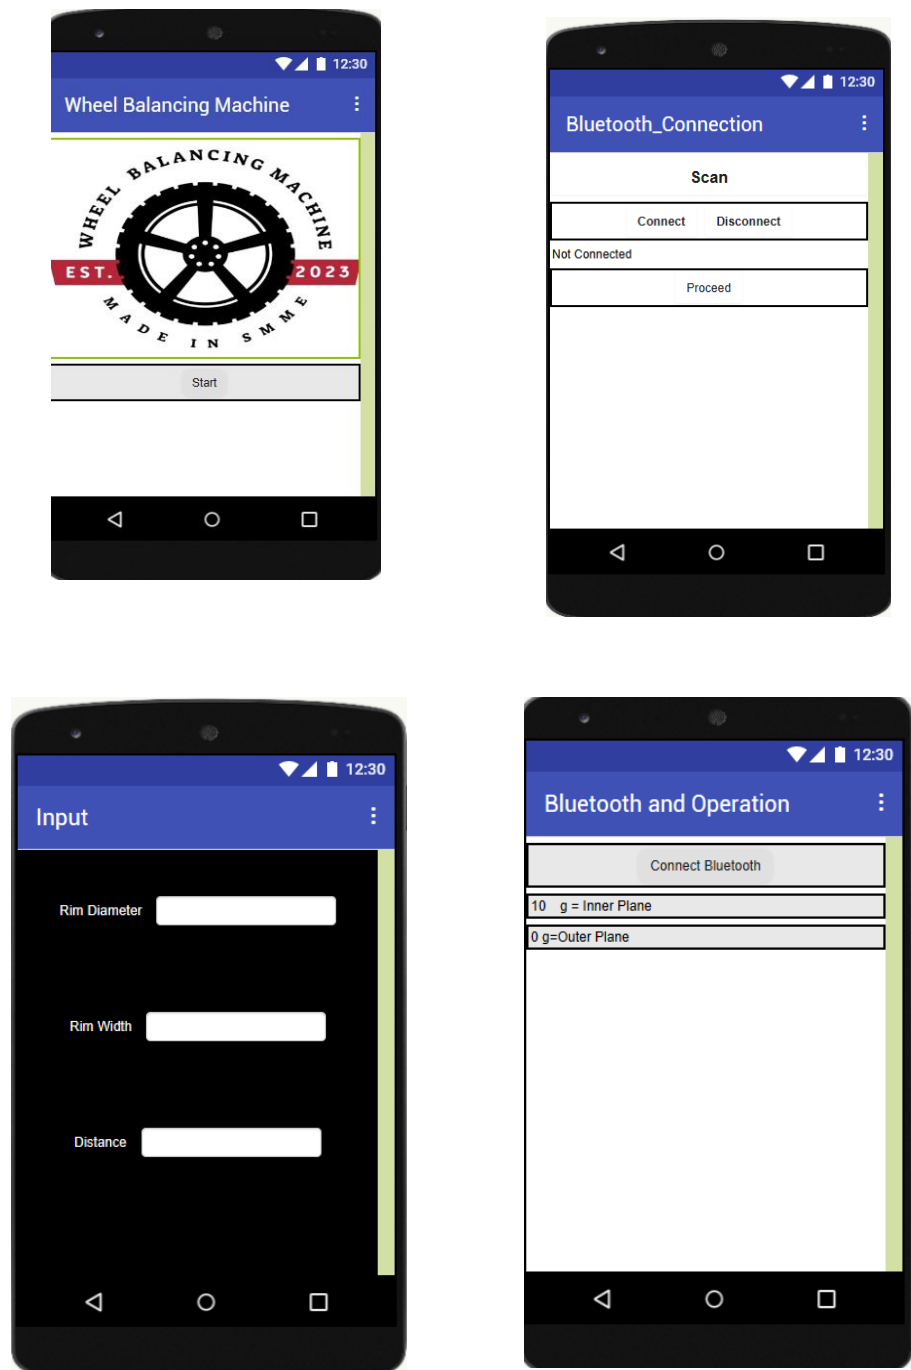 12:30
Wheel Balancing Machine
WHEEL BALANCING MACHINE
EST. 2023
MADE IN SMME
Start
12:30
Bluetooth_Connection
Scan
Connect Disconnect
Not Connected
Proceed
12:30
Input
Rim Diameter
Rim Width
Distance
12:30
Bluetooth and Operation
Connect Bluetooth
10 g = Inner Plane
0 g=Outer Plane